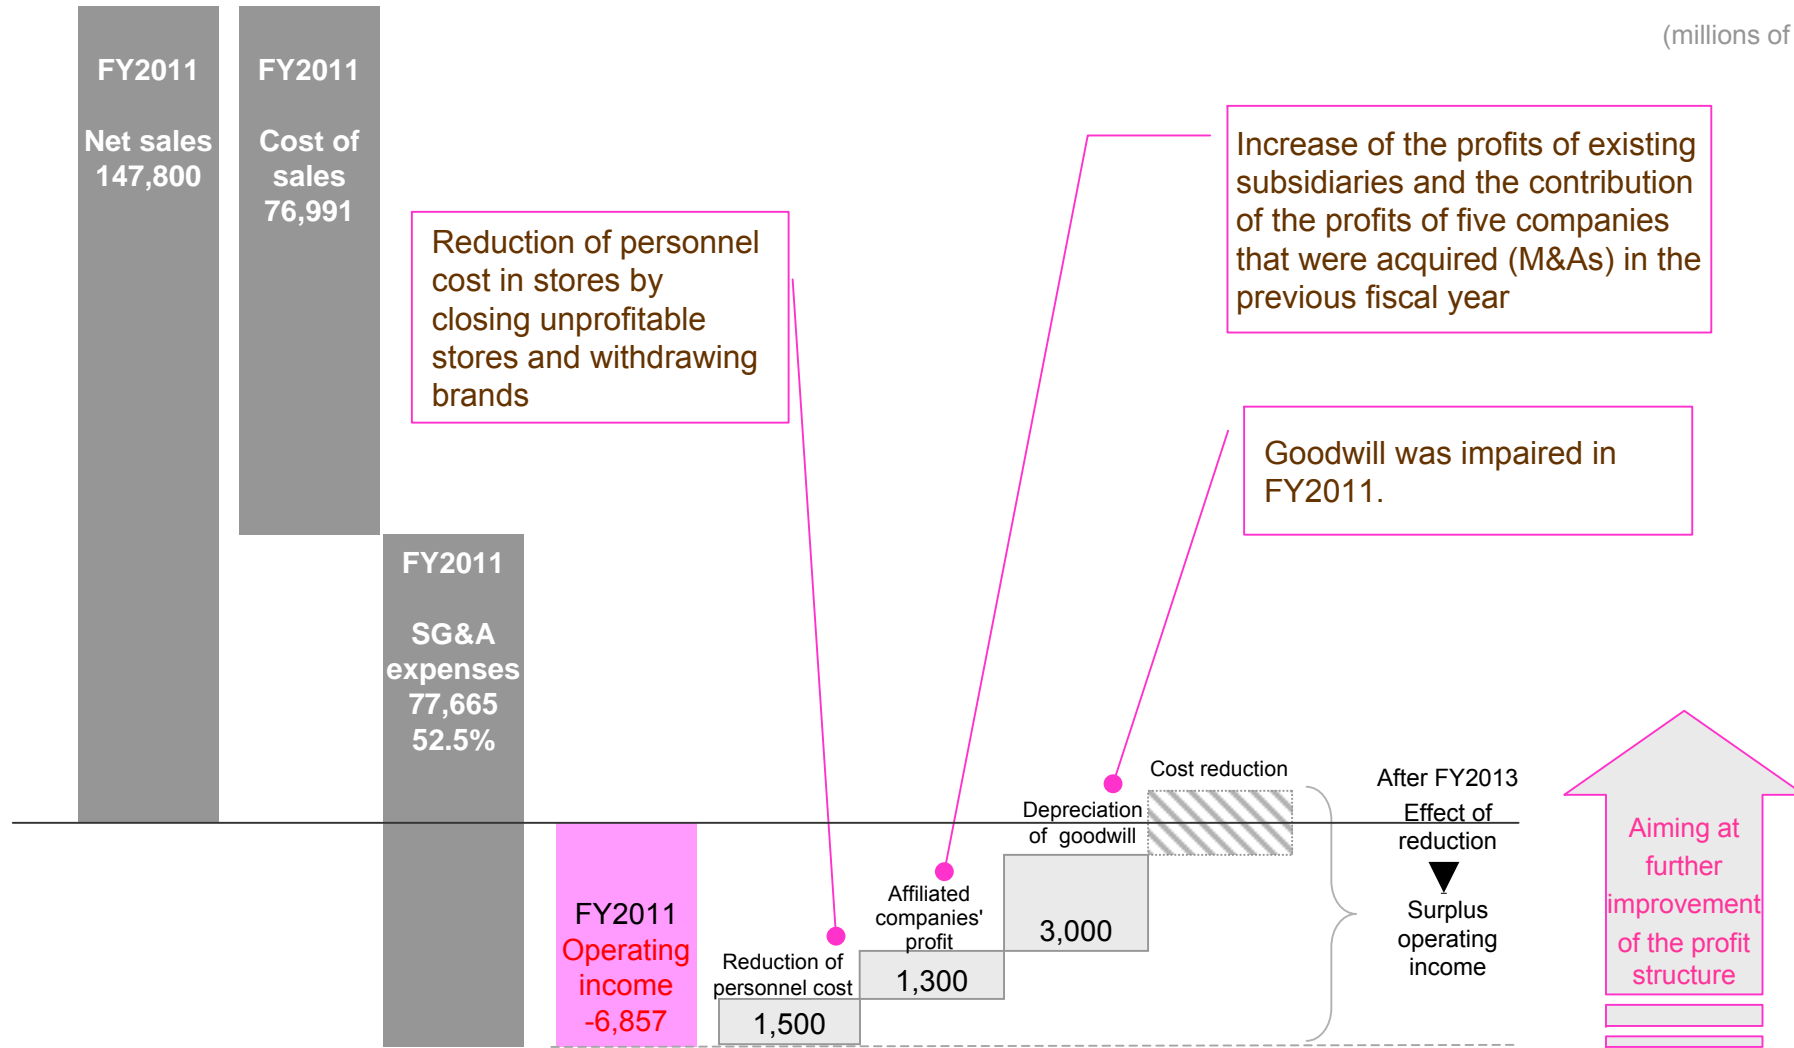 (millions of
FY2011
Net sales
147,800
FY2011
Cost of
sales
76,991
FY2011
SG&A
expenses
77,665
52.5%
Reduction of personnel
cost in stores by
closing unprofitable
stores and withdrawing
brands
Increase of the profits of existing
subsidiaries and the contribution
of the profits of five companies
that were acquired (M&As) in the
previous fiscal year
Goodwill was impaired in
FY2011.
FY2011
Operating
income
-6,857
Reduction of
personnel cost
1,500
Affiliated
companies'
profit
1,300
Depreciation
of goodwill
3,000
Cost reduction
After FY2013
Effect of
reduction
▼
Surplus
operating
income
Aiming at
further
improvement
of the profit
structure